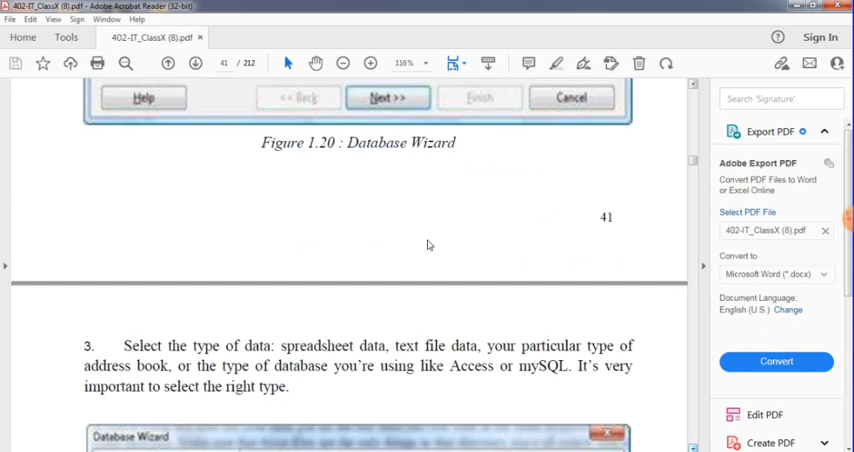 402-IT_ClassX (8).pdf - Adobe Acrobat Reader (32-bit)
File Edit View Sign Window Help
Home Tools 402-IT_ClassX (8).pdf × Sign In
41 / 212 116%
Help << Back Next >> Finish Cancel
Figure 1.20 : Database Wizard
41
3. Select the type of data: spreadsheet data, text file data, your particular type of
address book, or the type of database you're using like Access or mySQL. It's very
important to select the right type.
Database Wizard
Search 'Signature'
Export PDF
Adobe Export PDF
Convert PDF Files to Word
or Excel Online
Select PDF File
402-IT_ClassX (8).pdf
Convert to
Microsoft Word (*.docx)
Document Language:
English (U.S.) Change
Convert
Edit PDF
Create PDF